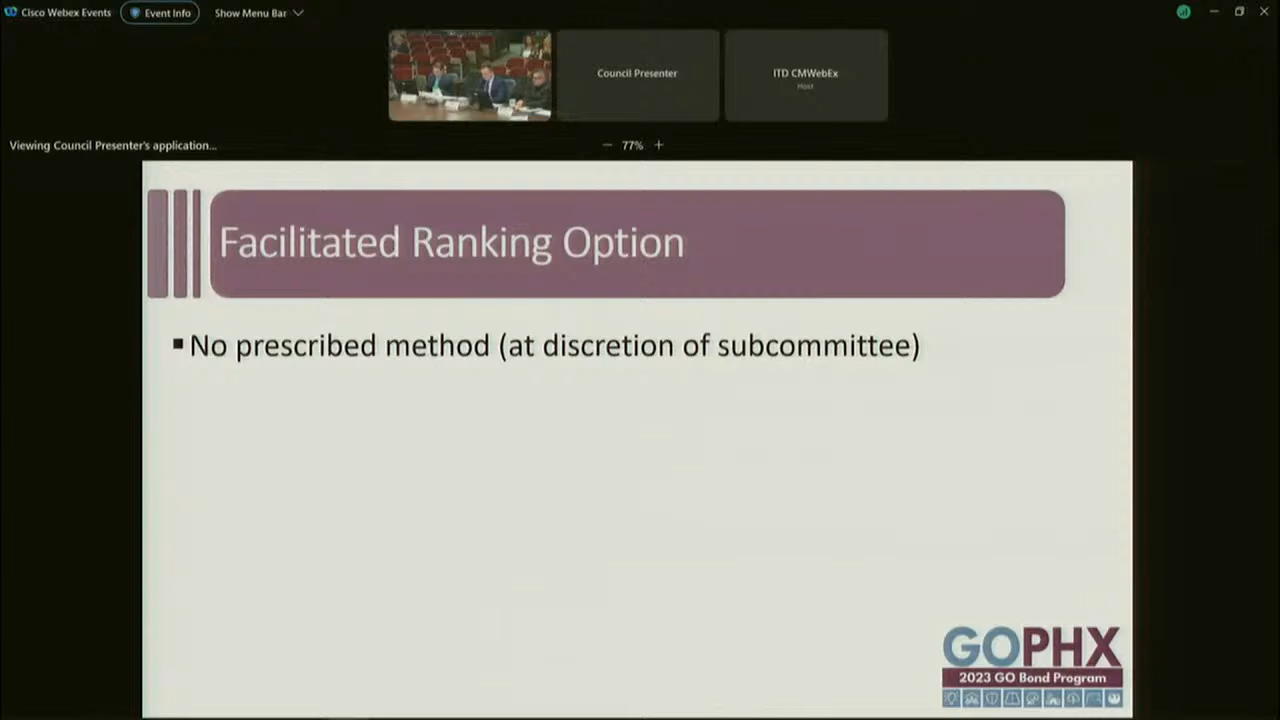 Cisco Webex Events
Event Info
Show Menu Bar
Council Presenter
ITD CMWebEx
Host
Viewing Council Presenter's application...
77%
Facilitated Ranking Option
No prescribed method (at discretion of subcommittee)
GOPHX
2023 GO Bond Program